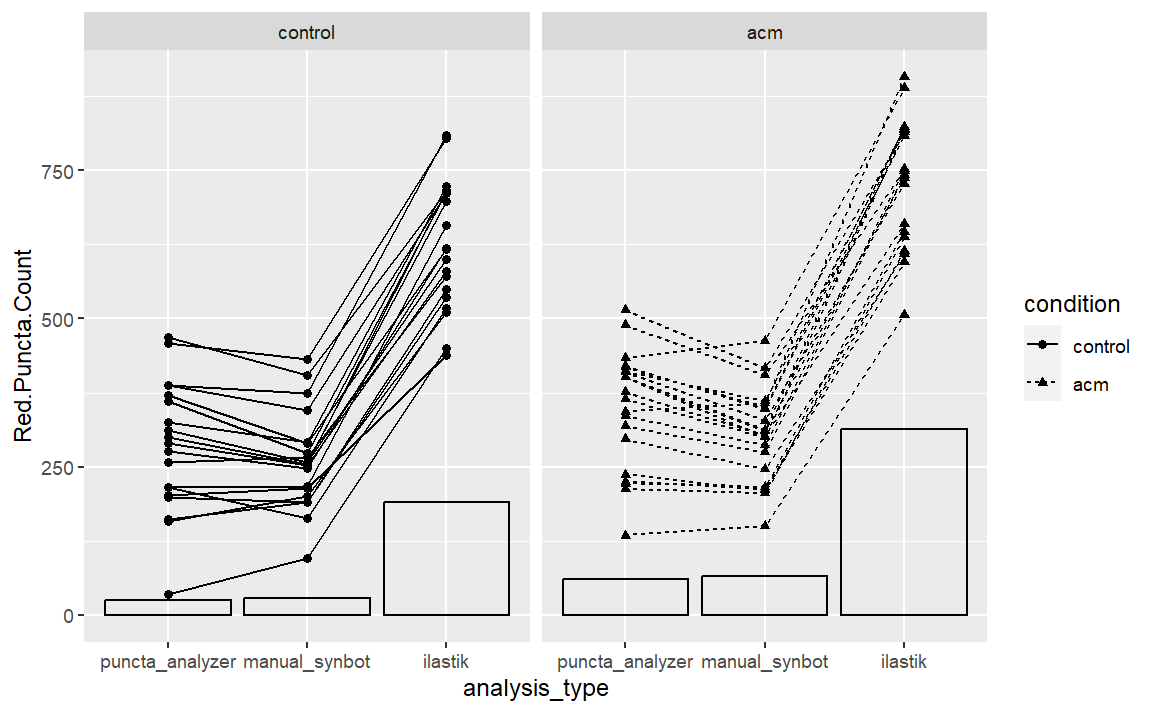 control
acm
Red.Puncta.Count
750
500
250
0
puncta_analyzer
manual_synbot
ilastik
puncta_analyzer
manual_synbot
ilastik
analysis_type
condition
control
acm